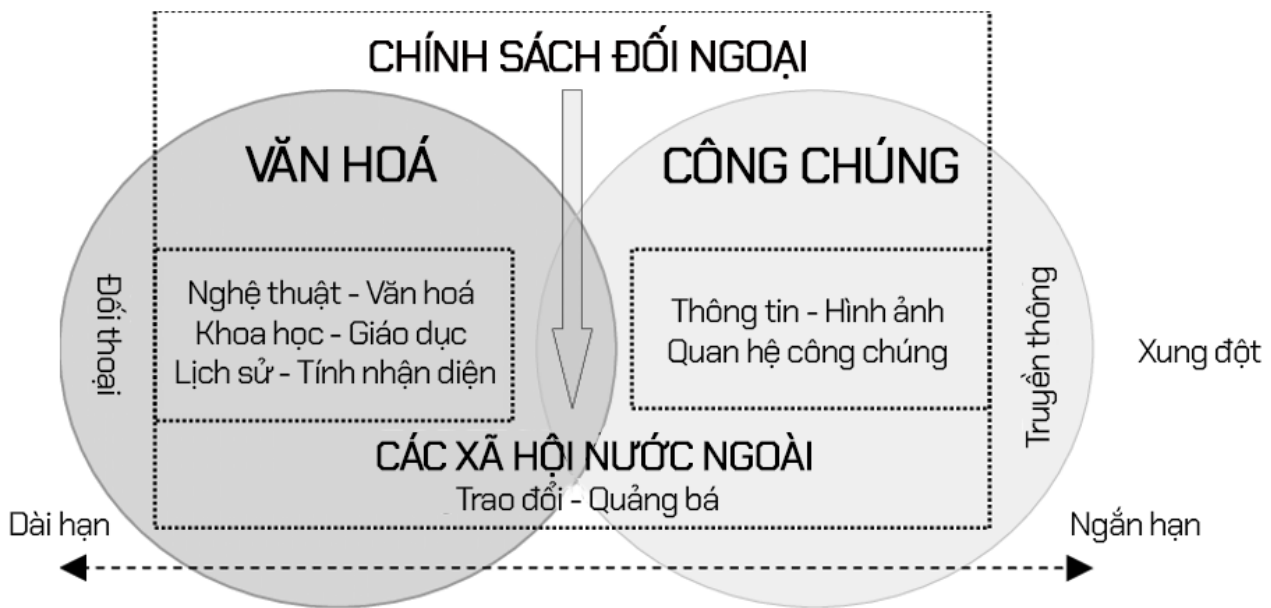 CHÍNH SÁCH ĐỐI NGOẠI
VĂN HOÁ
CÔNG CHÚNG
Đối thoại
Nghệ thuật - Văn hoá
Khoa học - Giáo dục
Lịch sử - Tính nhận diện
Thông tin - Hình ảnh
Quan hệ công chúng
Truyền thông
Xung đột
CÁC XÃ HỘI NƯỚC NGOÀI
Trao đổi - Quảng bá
Dài hạn
Ngắn hạn